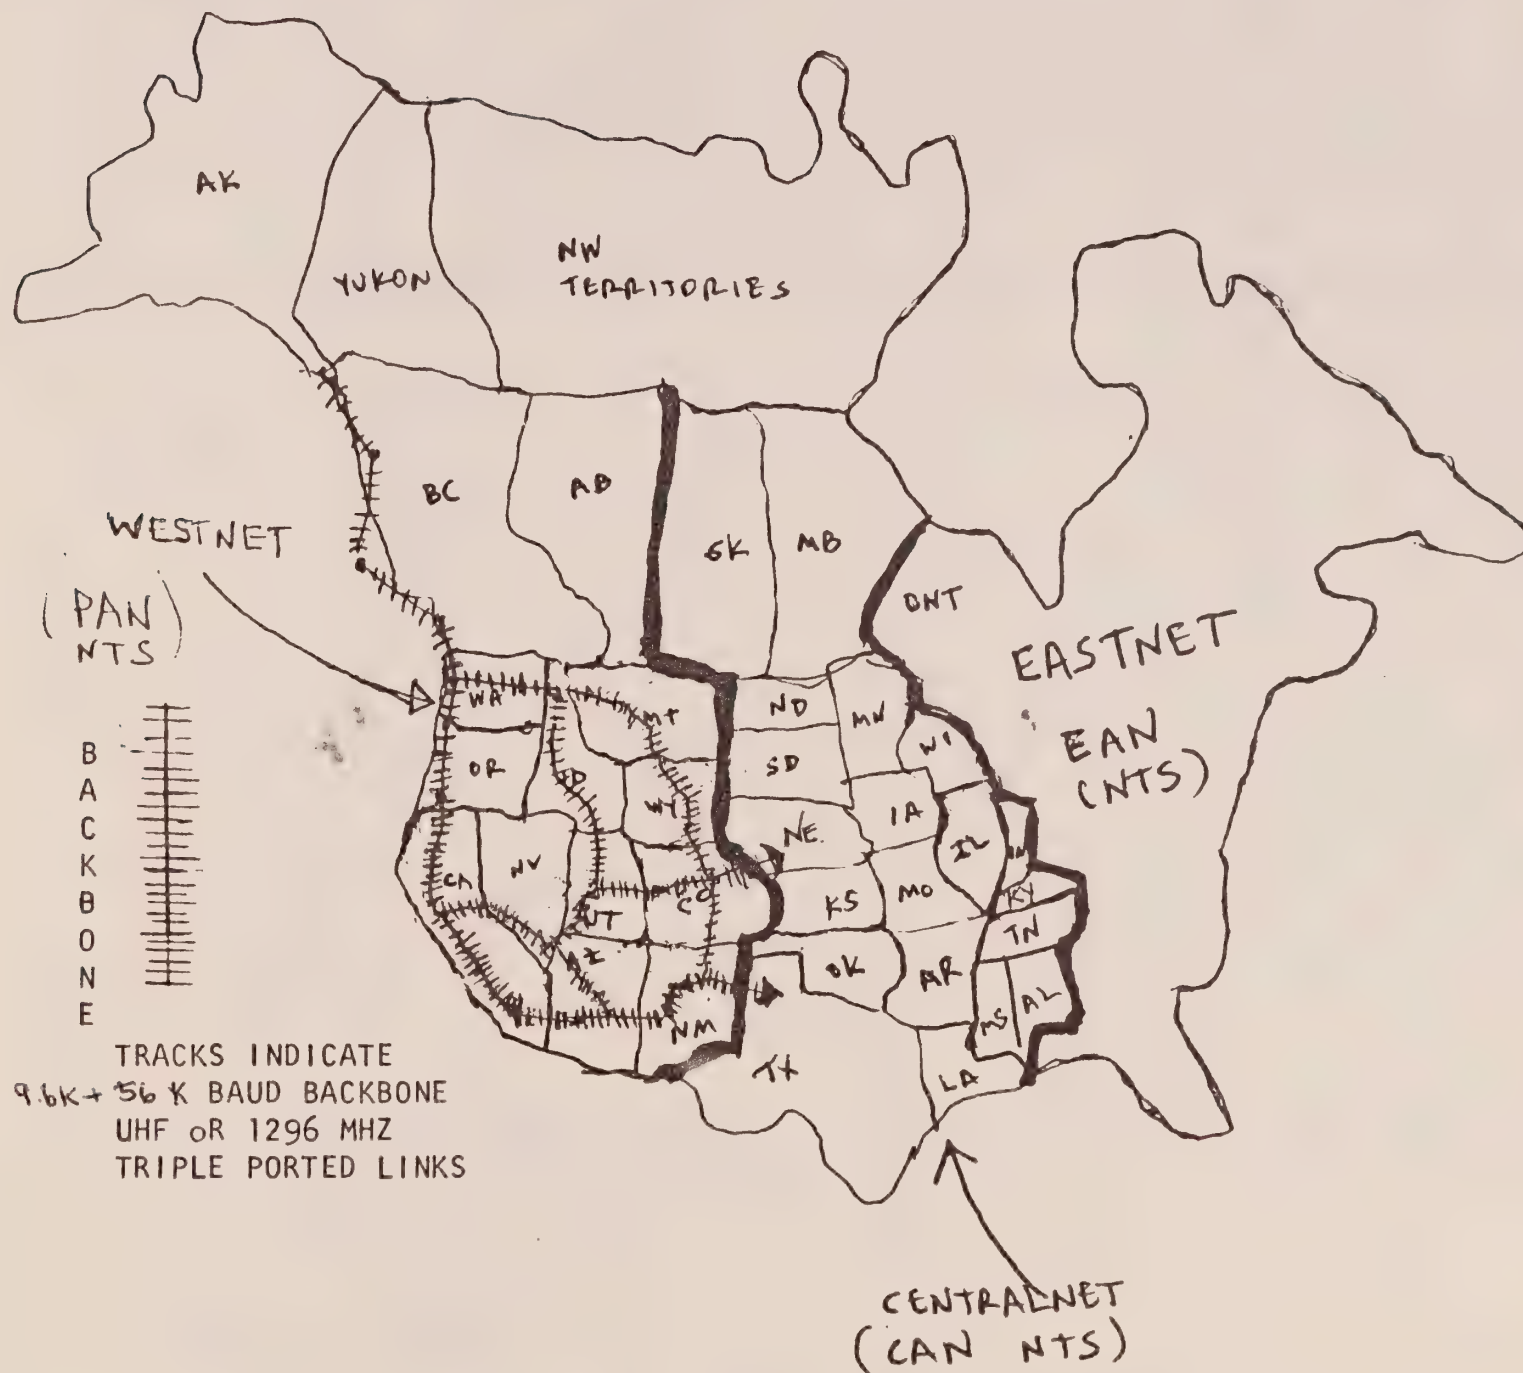 AK
YUKON
NW
TERRITORIES
BC
AB
SK
MB
ONT
WESTNET
(PAN)
NTS
EASTNET
EAN
(NTS)
WA
MT
ND
MN
WI
OR
ID
WY
SD
IA
IL
NE
CA
NV
UT
CO
KS
MO
KY
TN
AZ
NM
OK
AR
MS
AL
TX
LA
BACKBONE
TRACKS INDICATE
9.6K + 56 K BAUD BACKBONE
UHF OR 1296 MHZ
TRIPLE PORTED LINKS
CENTRALNET
(CAN NTS)